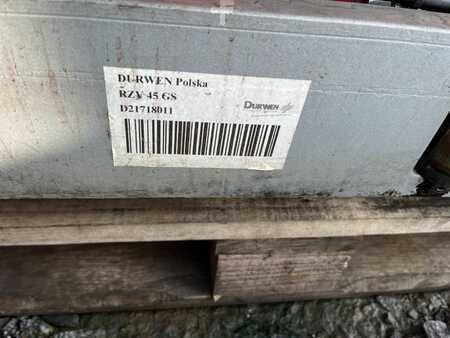 DURWEN Polska
RZV 45 GS
D21718011
DURWEN